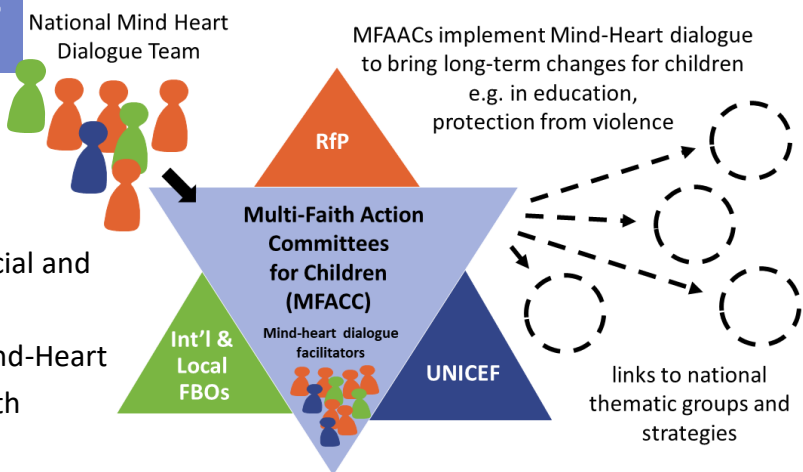 National Mind Heart
Dialogue Team
MFAACs implement Mind-Heart dialogue
to bring long-term changes for children
e.g. in education,
protection from violence
RfP
Multi-Faith Action
Committees
for Children
(MFACC)
Mind-heart dialogue
facilitators
Int'l &
Local
FBOs
UNICEF
links to national
thematic groups and
strategies
and